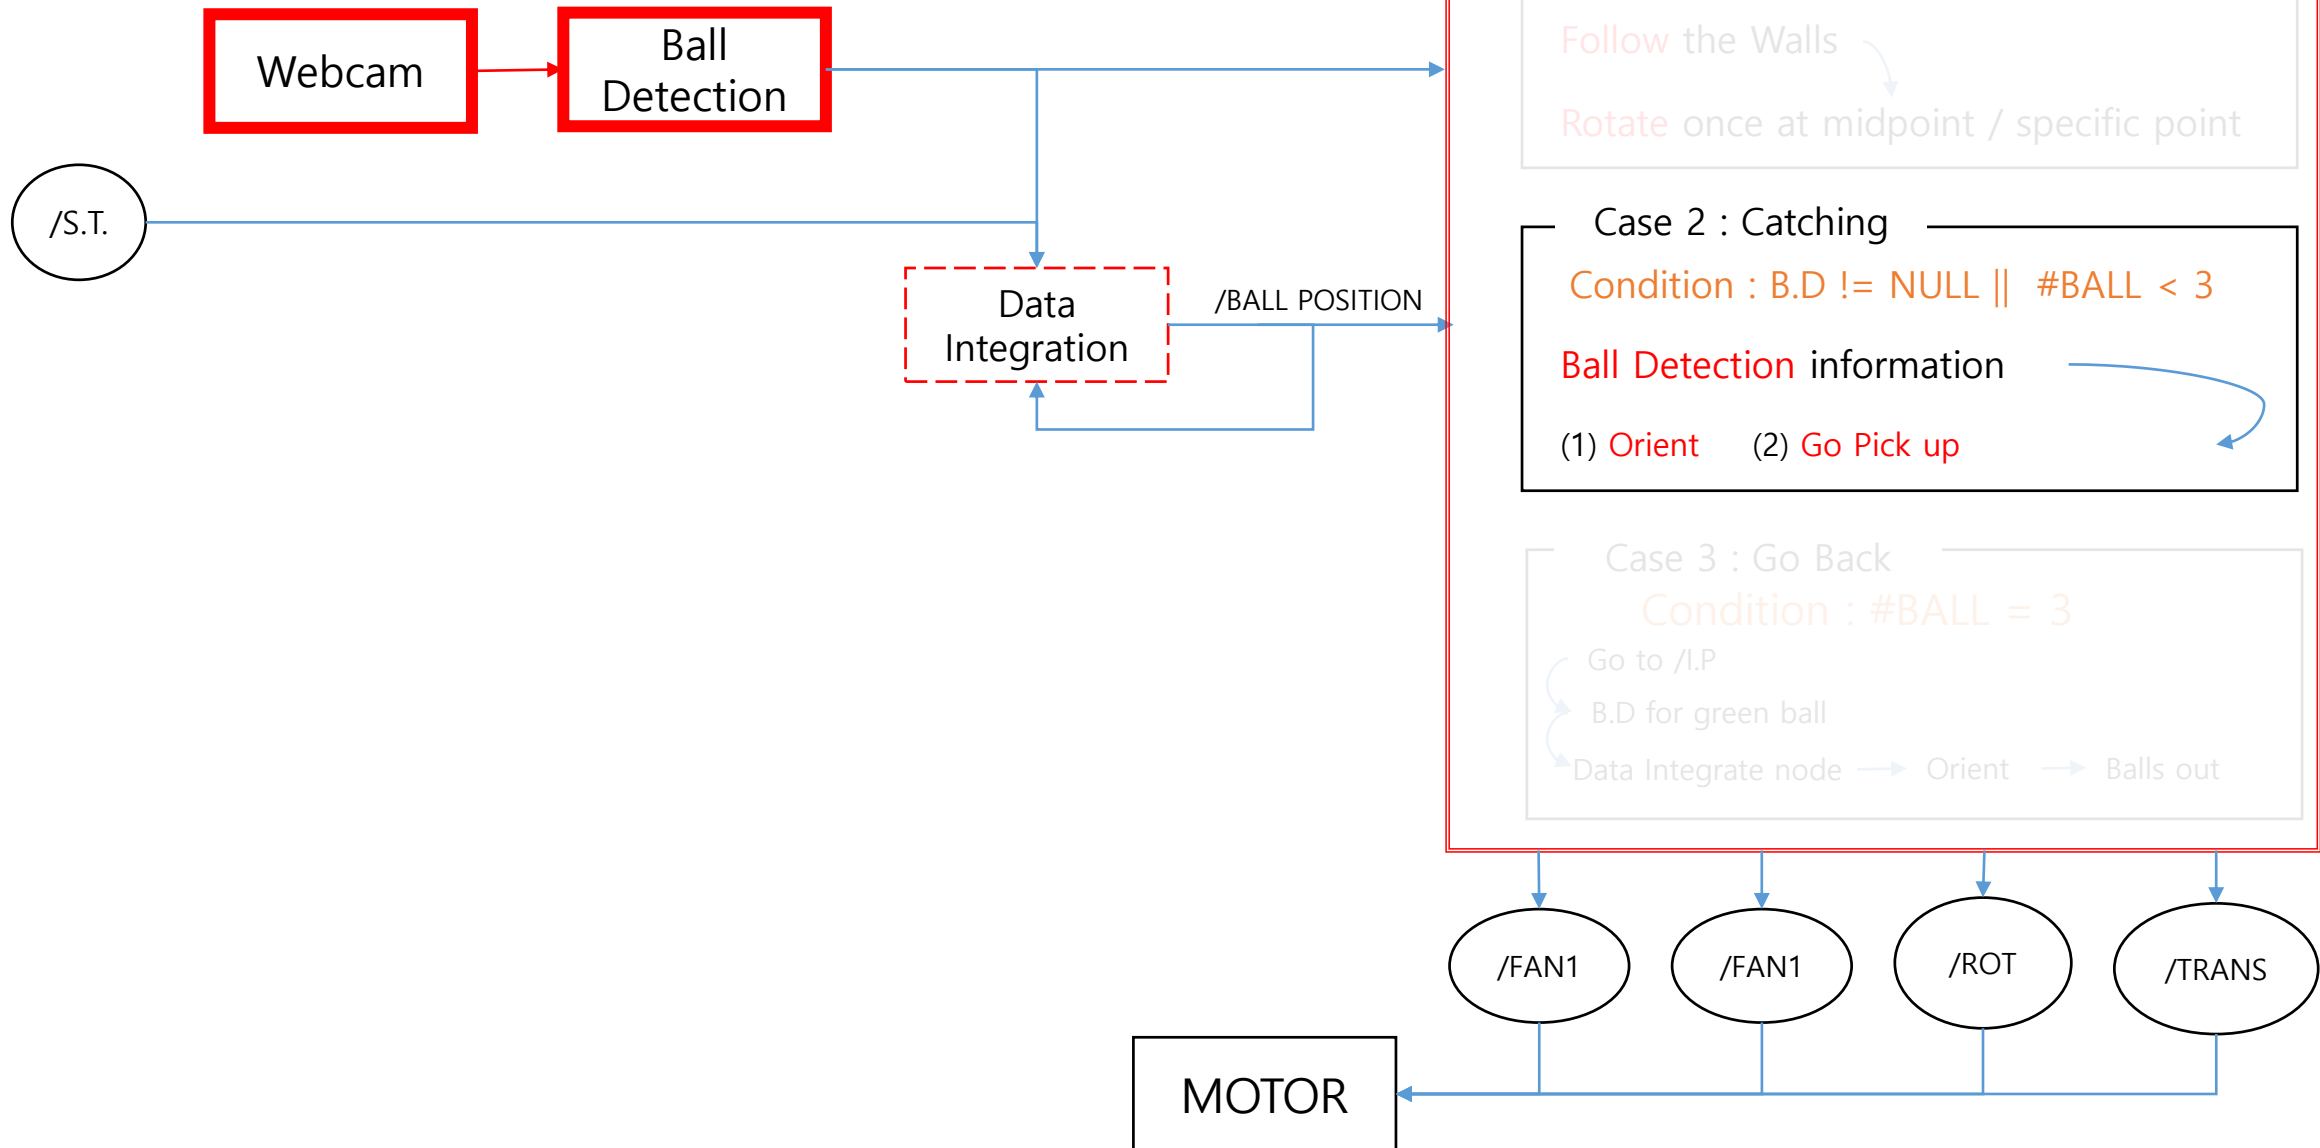 Webcam
Ball
Detection
/S.T.
Data
Integration
/BALL POSITION
Follow the Walls
Rotate once at midpoint / specific point
Case 2 : Catching
Condition : B.D != NULL || #BALL < 3
Ball Detection information
(1) Orient (2) Go Pick up
Case 3 : Go Back
Condition : #BALL = 3
Go to /I.P
B.D for green ball
Data Integrate node Orient Balls out
/FAN1 /FAN1 /ROT /TRANS
MOTOR